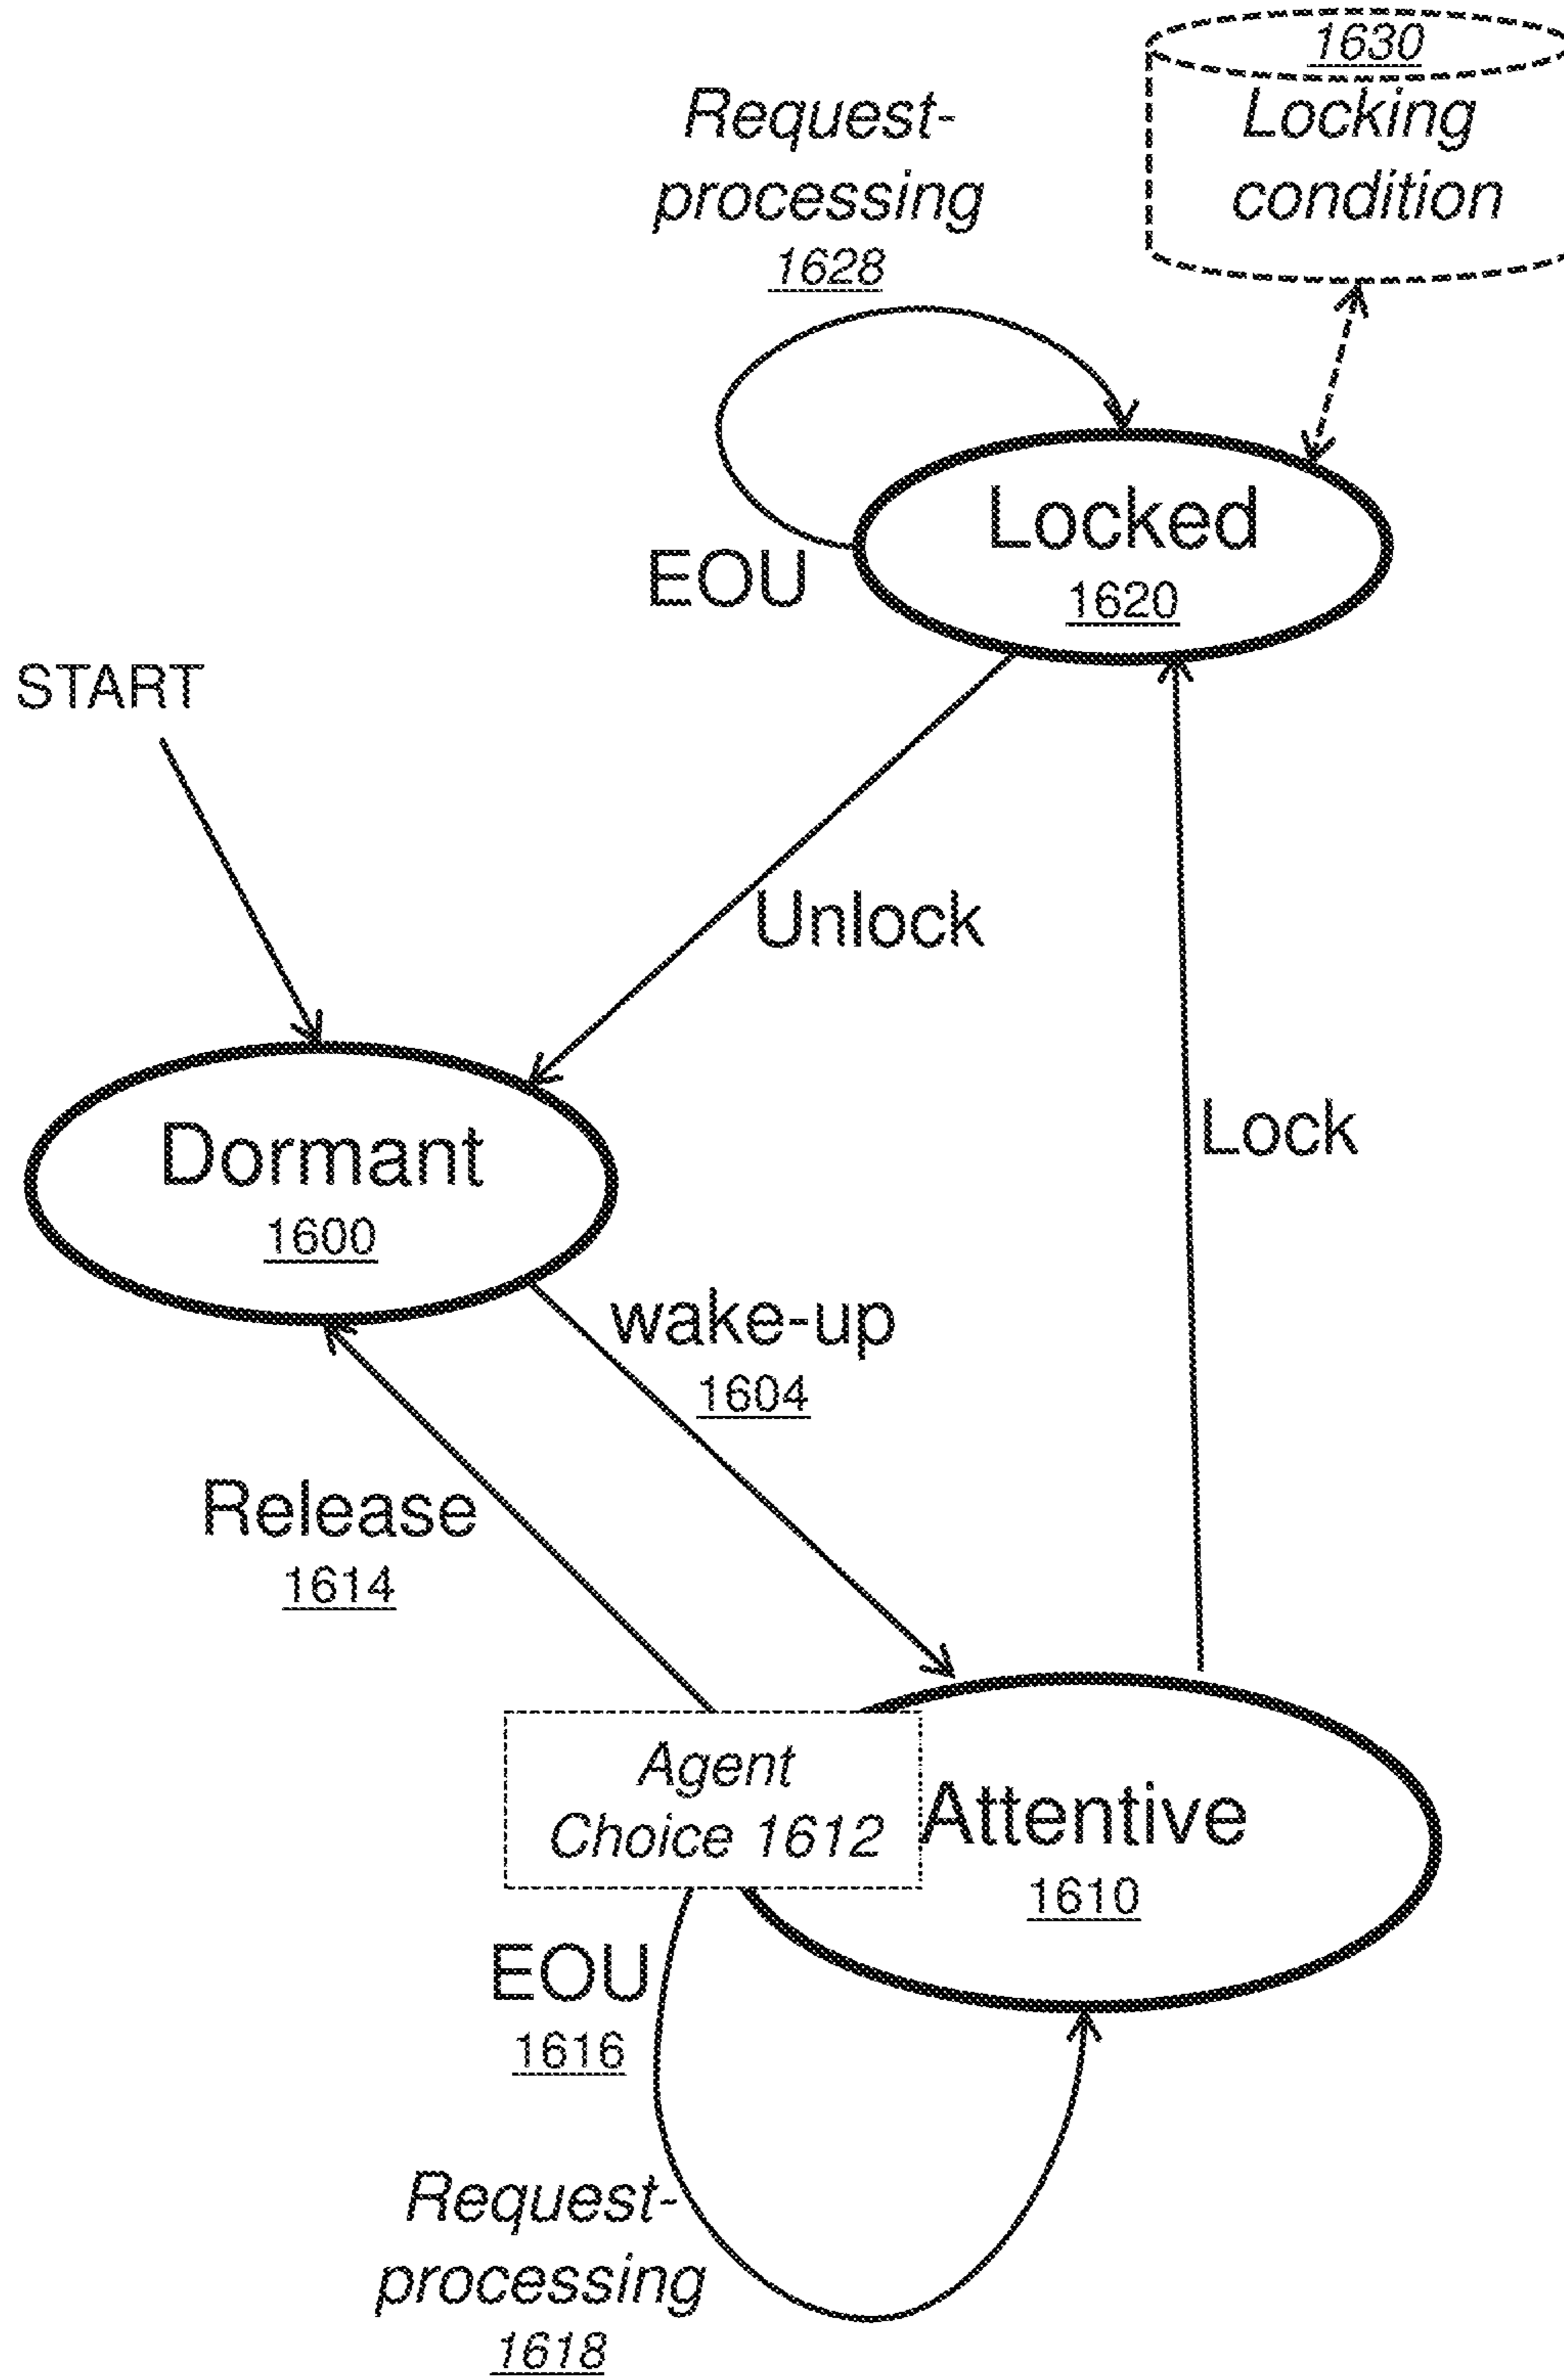 1630
Locking
condition
Request-
processing
1628
Locked
1620
EOU
START
Unlock
Dormant
1600
Lock
wake-up
1604
Release
1614
Agent
Choice 1612
Attentive
1610
EOU
1616
Request-
processing
1618